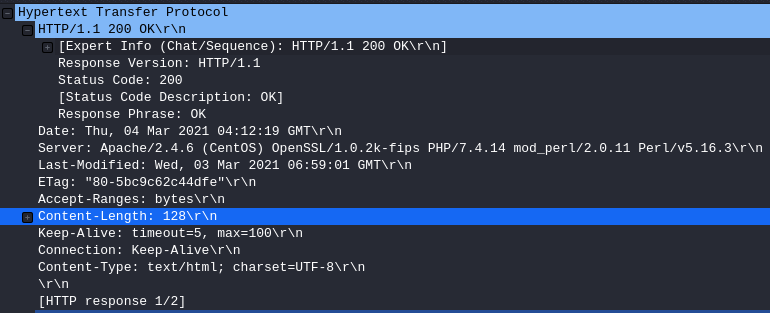 Hypertext Transfer Protocol
HTTP/1.1 200 OK\r\n
[Expert Info (Chat/Sequence): HTTP/1.1 200 OK\r\n]
Response Version: HTTP/1.1
Status Code: 200
[Status Code Description: OK]
Response Phrase: OK
Date: Thu, 04 Mar 2021 04:12:19 GMT\r\n
Server: Apache/2.4.6 (CentOS) OpenSSL/1.0.2k-fips PHP/7.4.14 mod_perl/2.0.11 Perl/v5.16.3\r\n
Last-Modified: Wed, 03 Mar 2021 06:59:01 GMT\r\n
ETag: "80-5bc9c62c44dfe"\r\n
Accept-Ranges: bytes\r\n
Content-Length: 128\r\n
Keep-Alive: timeout=5, max=100\r\n
Connection: Keep-Alive\r\n
Content-Type: text/html; charset=UTF-8\r\n
\r\n
[HTTP response 1/2]